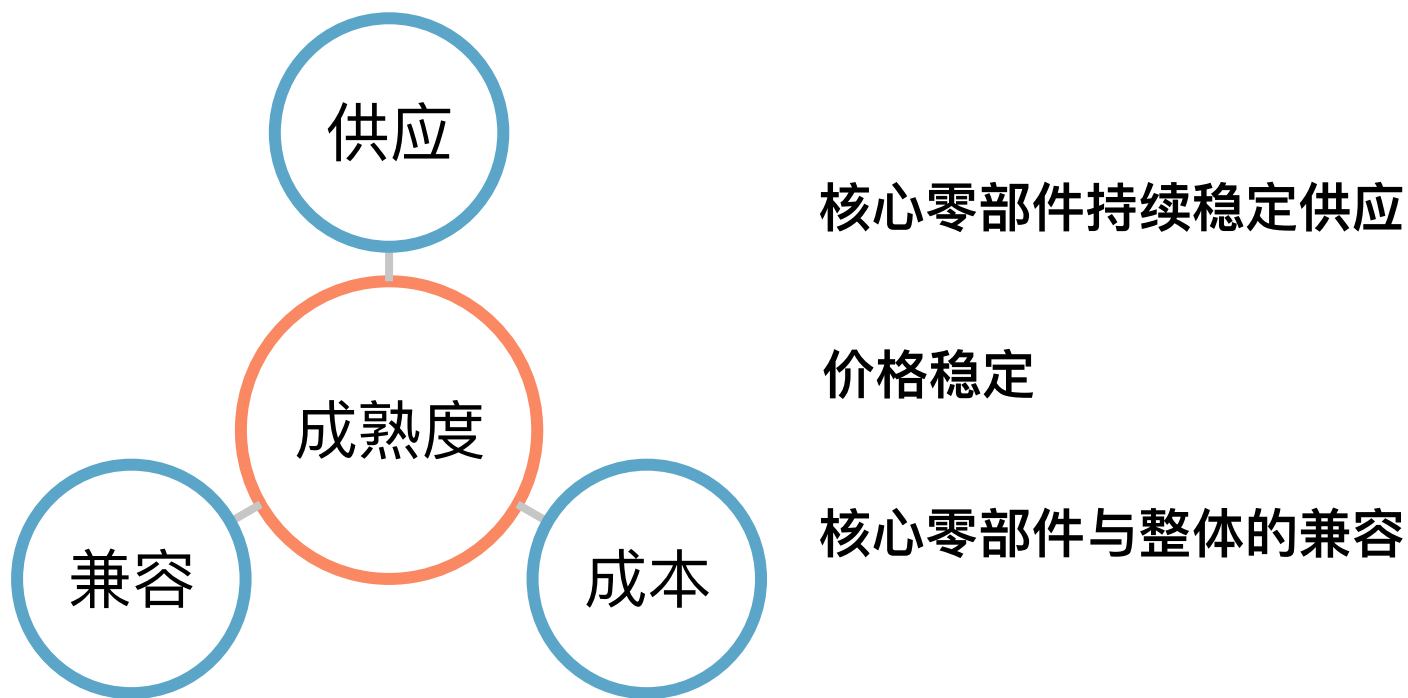 供应
成熟度
兼容
成本
核心零部件持续稳定供应
价格稳定
核心零部件与整体的兼容